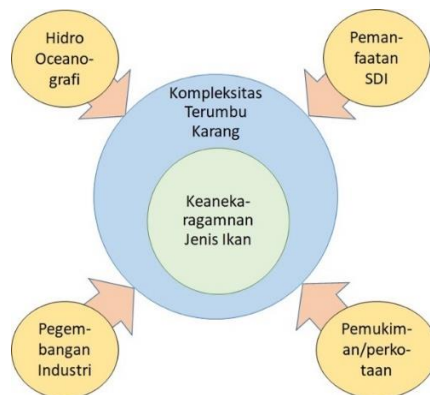 Hidro
Oceano-
grafi
Peman-
faatan
SDI
Kompleksitas
Terumbu
Karang
Keaneka-
ragamnan
Jenis Ikan
Pegem-
bangan
Industri
Pemukim-
an/perko-
taan